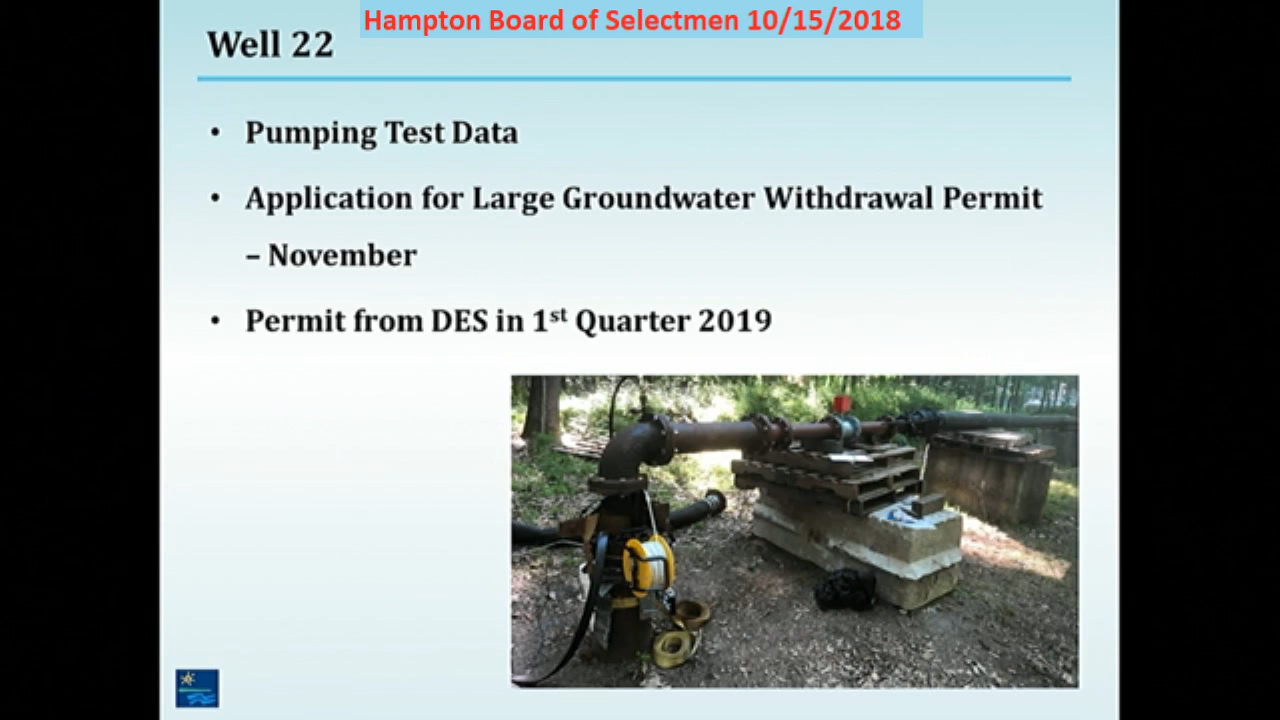 Hampton Board of Selectmen 10/15/2018
Well 22
• Pumping Test Data
• Application for Large Groundwater Withdrawal Permit
– November
• Permit from DES in 1st Quarter 2019